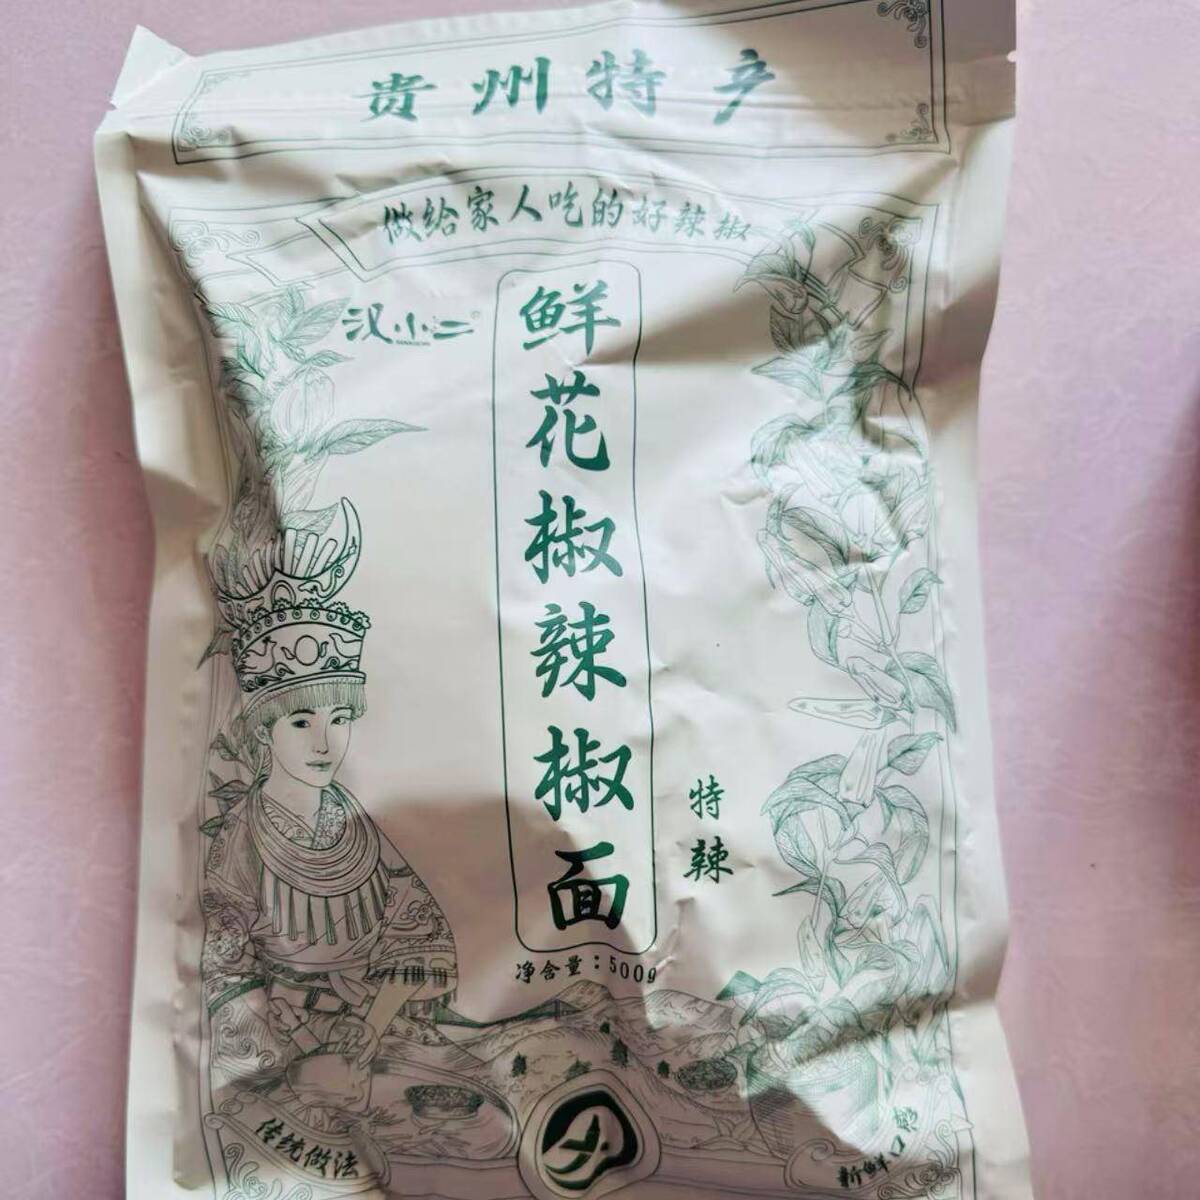 贵州特产
做给家人吃的好辣椒
汉小二
鲜花椒辣椒面
特辣
净含量：500g
传统做法
新鲜口感